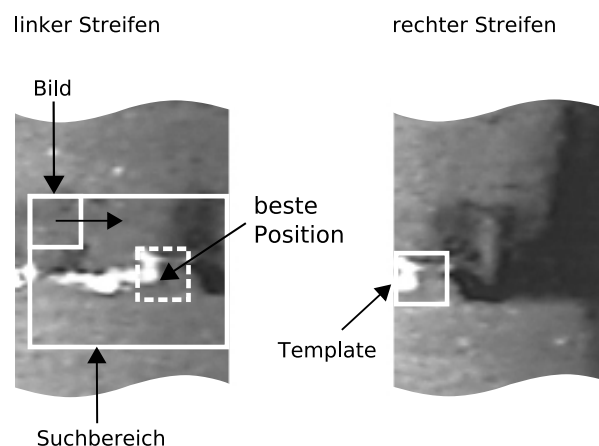 linker Streifen
rechter Streifen
Bild
beste
Position
Template
Suchbereich